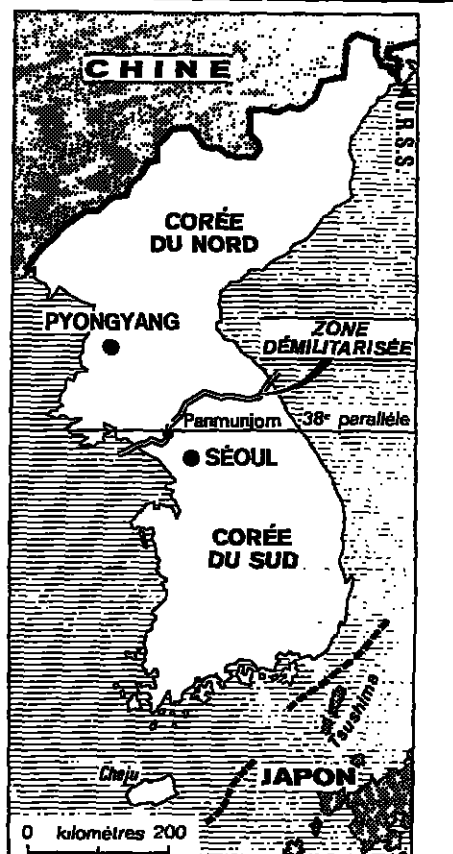 CHINE
U.R.S.S.
CORÉE
DU NORD
PYONGYANG
ZONE
DÉMILITARISÉE
Panmunjom
38e parallèle
SÉOUL
CORÉE
DU SUD
Tsushima
Cheju
JAPON
0 kilomètres 200